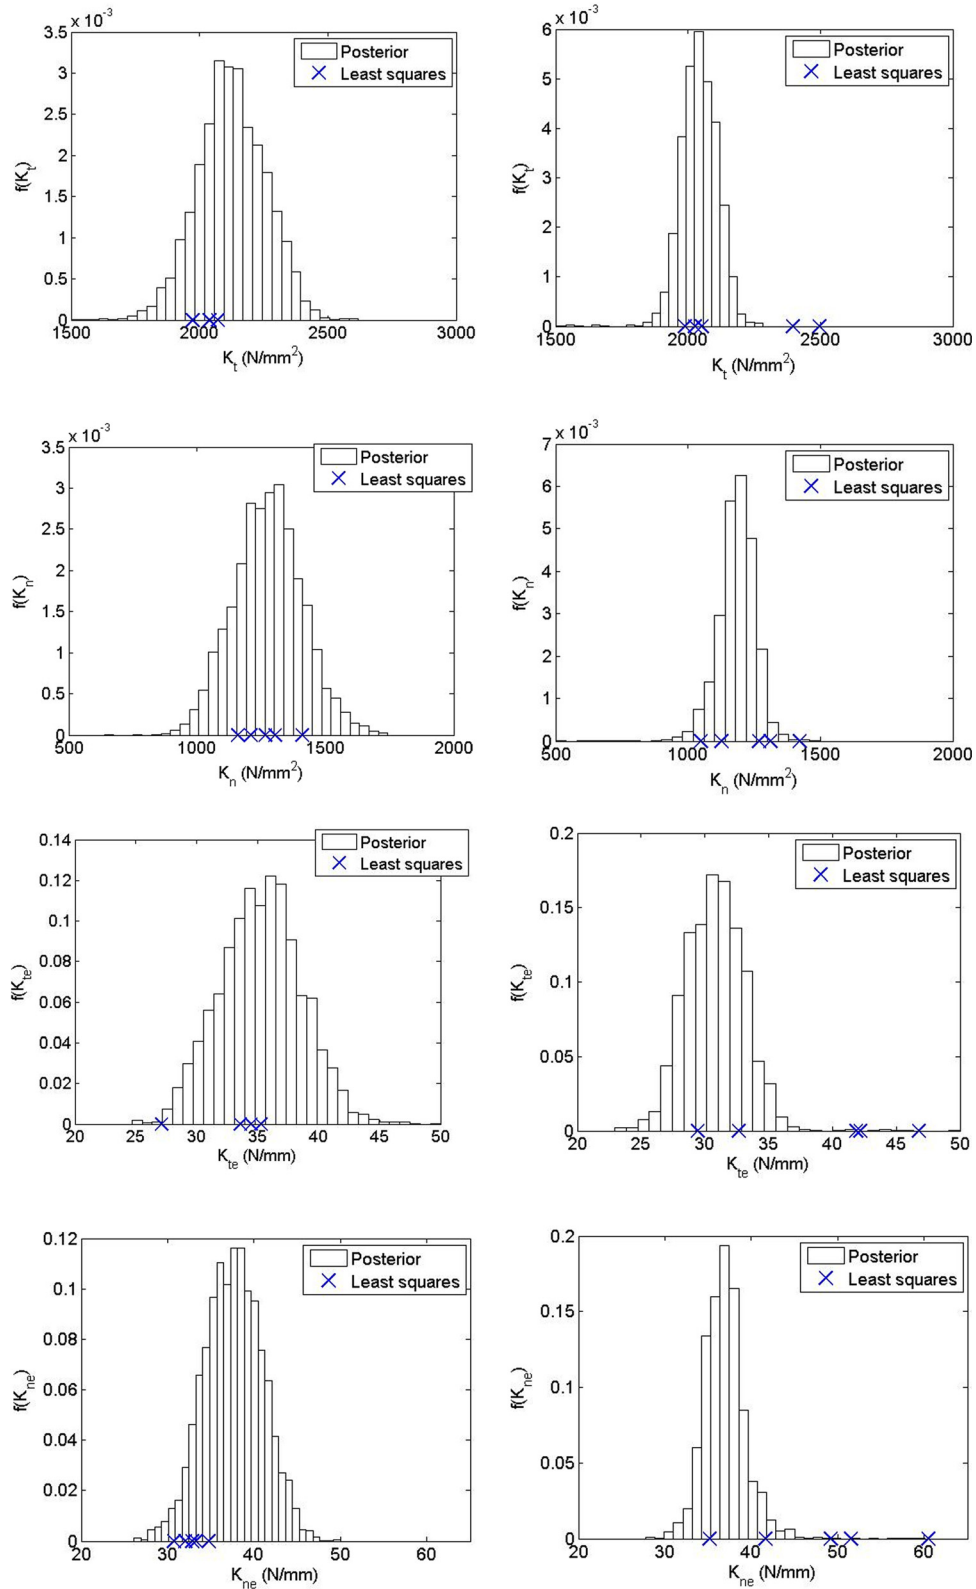 x 10⁻³
3.5
3
2.5
2
1.5
1
0.5
0
f(Kₜ)
1500 2000 2500 3000
Kₜ (N/mm²)
Posterior
Least squares
x 10⁻³
6
5
4
3
2
1
0
f(Kₜ)
1500 2000 2500 3000
Kₜ (N/mm²)
Posterior
Least squares
x 10⁻³
3.5
3
2.5
2
1.5
1
0.5
0
f(Kₙ)
500 1000 1500 2000
Kₙ (N/mm²)
Posterior
Least squares
x 10⁻³
7
6
5
4
3
2
1
0
f(Kₙ)
500 1000 1500 2000
Kₙ (N/mm²)
Posterior
Least squares
0.14
0.12
0.1
0.08
0.06
0.04
0.02
0
f(Kₜₑ)
20 25 30 35 40 45 50
Kₜₑ (N/mm)
Posterior
Least squares
0.2
0.15
0.1
0.05
0
f(Kₜₑ)
20 25 30 35 40 45 50
Kₜₑ (N/mm)
Posterior
Least squares
0.12
0.1
0.08
0.06
0.04
0.02
0
f(Kₙₑ)
20 30 40 50 60
Kₙₑ (N/mm)
Posterior
Least squares
0.2
0.15
0.1
0.05
0
f(Kₙₑ)
20 30 40 50 60
Kₙₑ (N/mm)
Posterior
Least squares